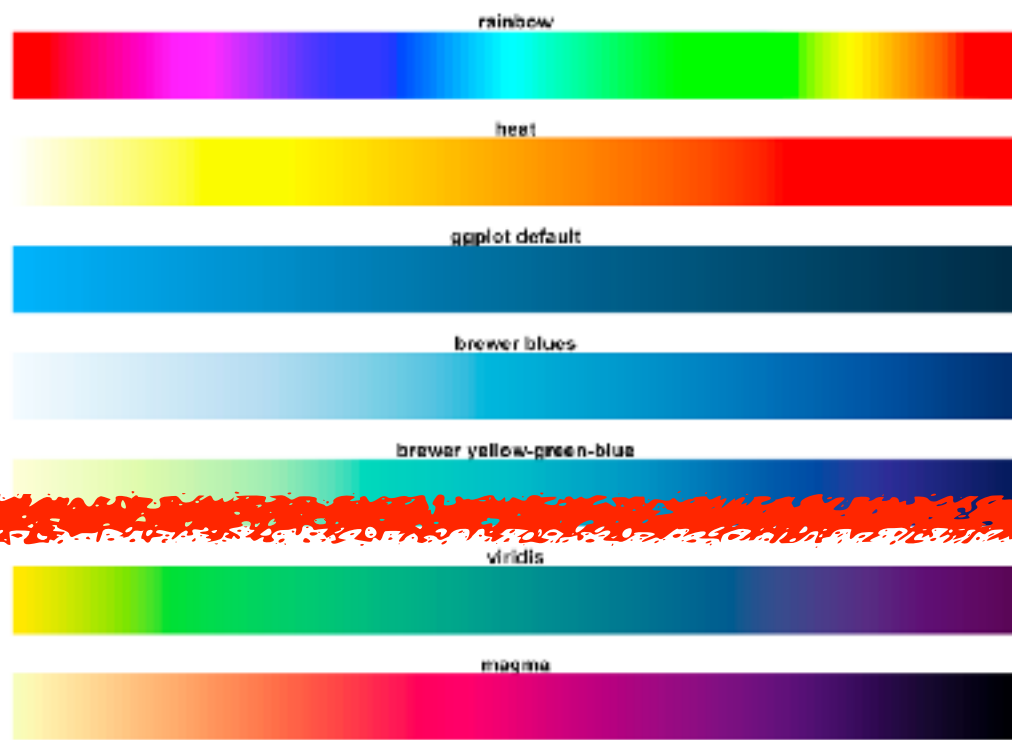 rainbow
heat
ggplot default
brewer blues
brewer yellow-green-blue
viridis
magma